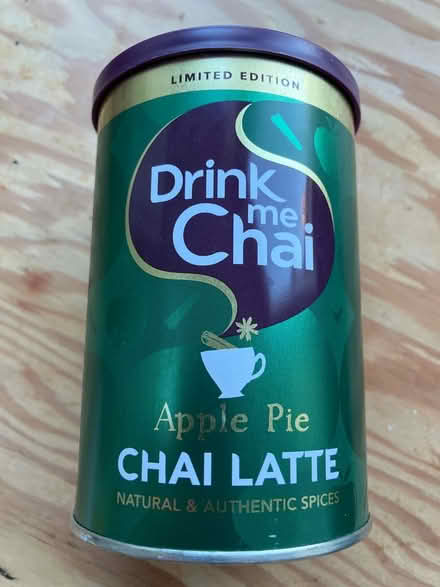 LIMITED EDITION
Drink
me
Chai
Apple Pie
CHAI LATTE
NATURAL & AUTHENTIC SPICES